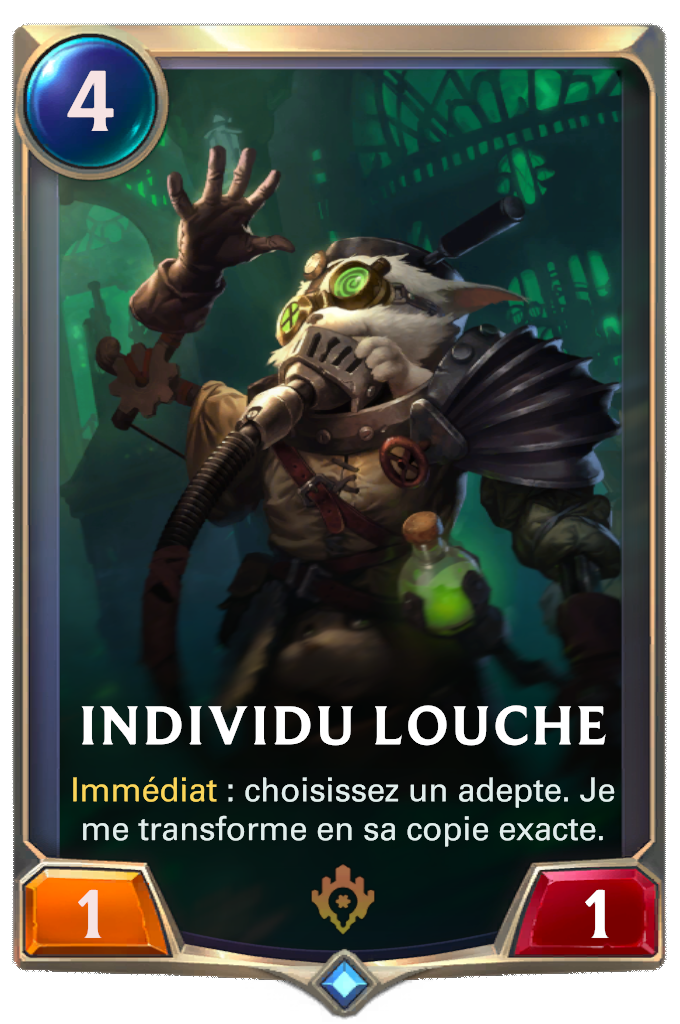 4
INDIVIDU LOUCHE
Immédiat : choisissez un adepte. Je
me transforme en sa copie exacte.
1
1